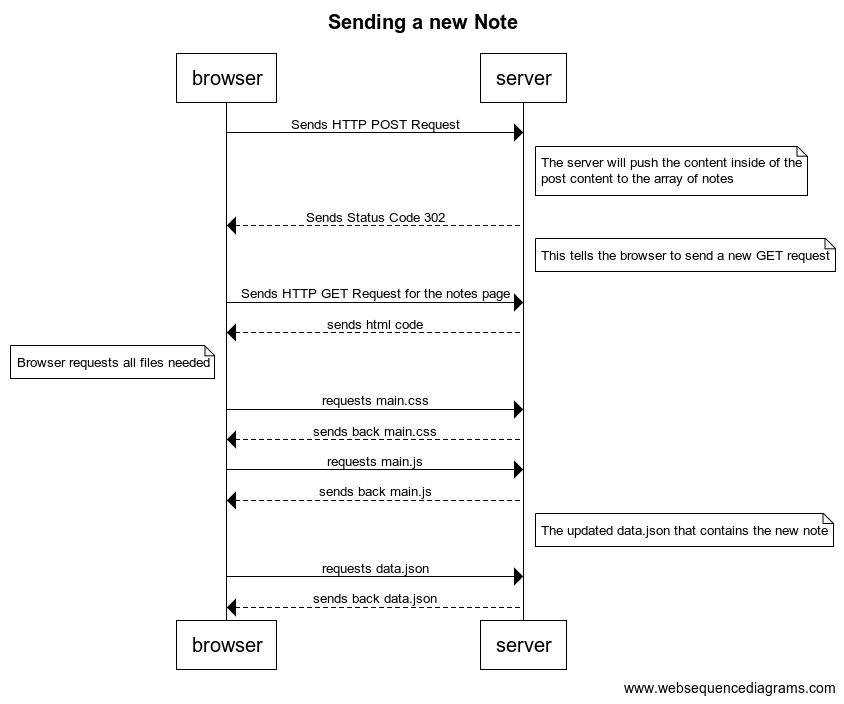 Sending a new Note
browser
server
Sends HTTP POST Request
The server will push the content inside of the
post content to the array of notes
Sends Status Code 302
This tells the browser to send a new GET request
Sends HTTP GET Request for the notes page
sends html code
Browser requests all files needed
requests main.css
sends back main.css
requests main.js
sends back main.js
The updated data.json that contains the new note
requests data.json
sends back data.json
browser
server
www.websequencediagrams.com